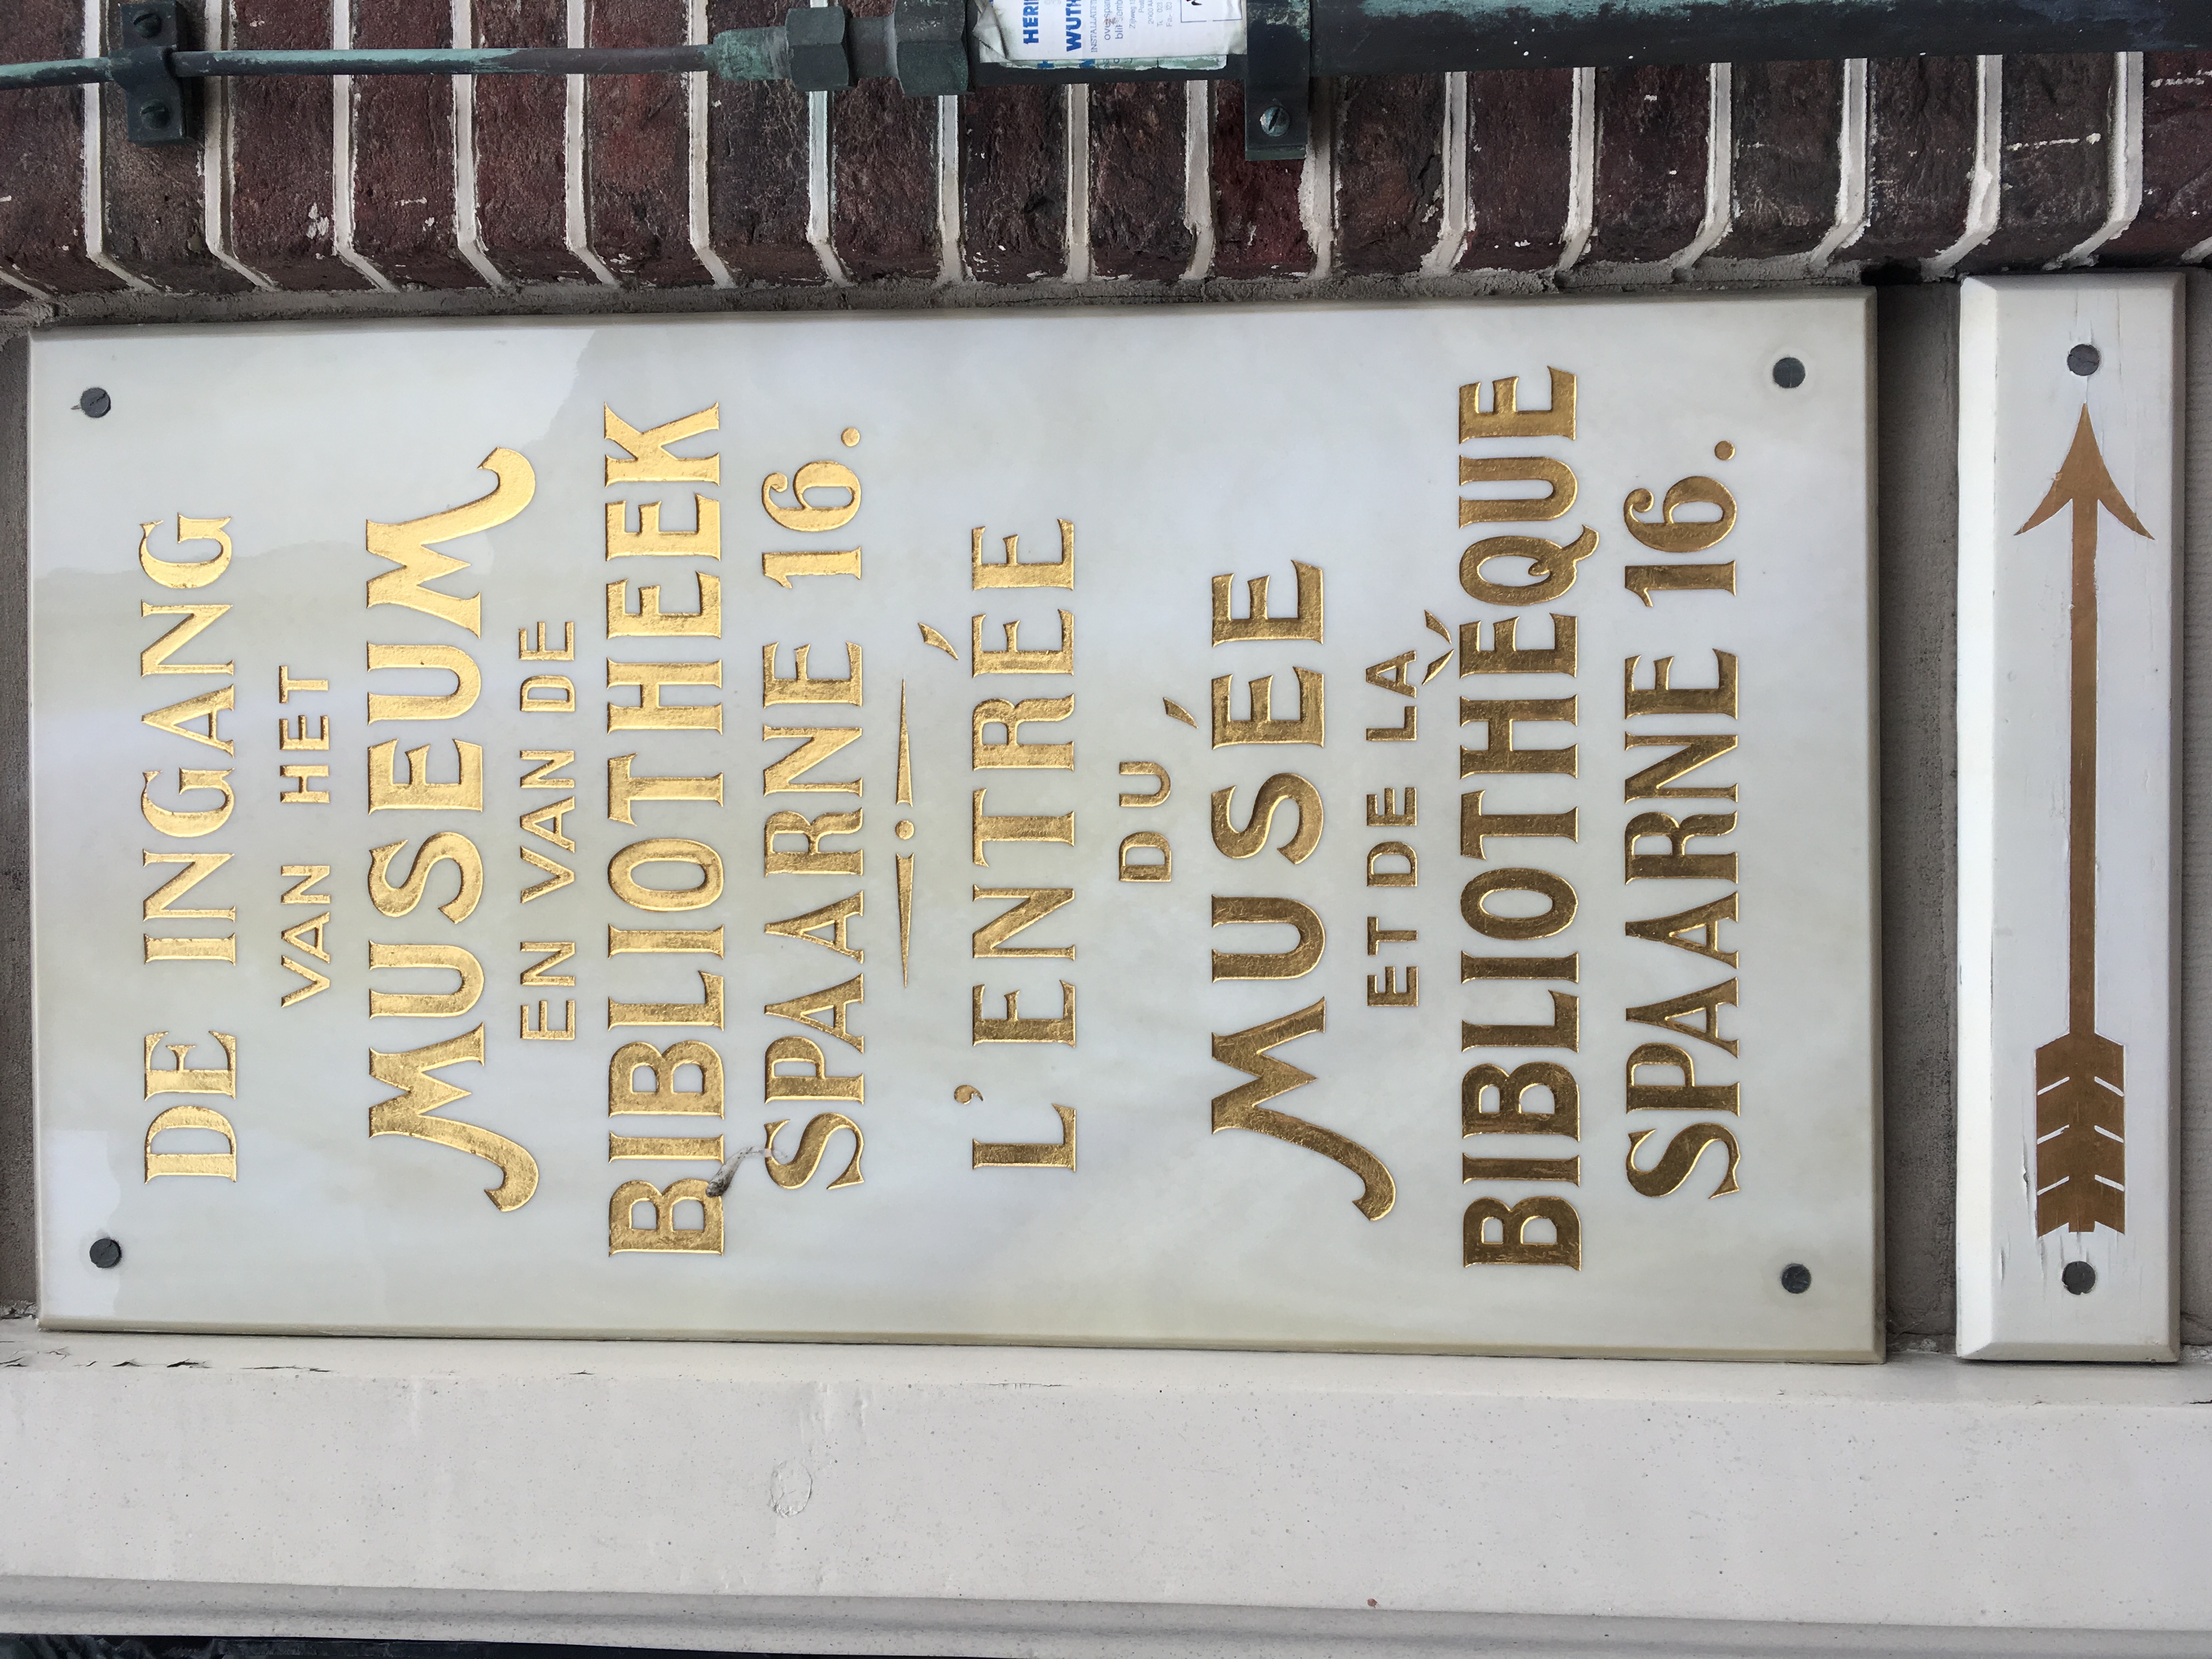 DE INGANG
VAN HET
MUSEUM
EN VAN DE
BIBLIOTHEEK
SPAARNE 16.
L'ENTRÉE
DU
MUSÉE
ET DE LA
BIBLIOTHÈQUE
SPAARNE 16.